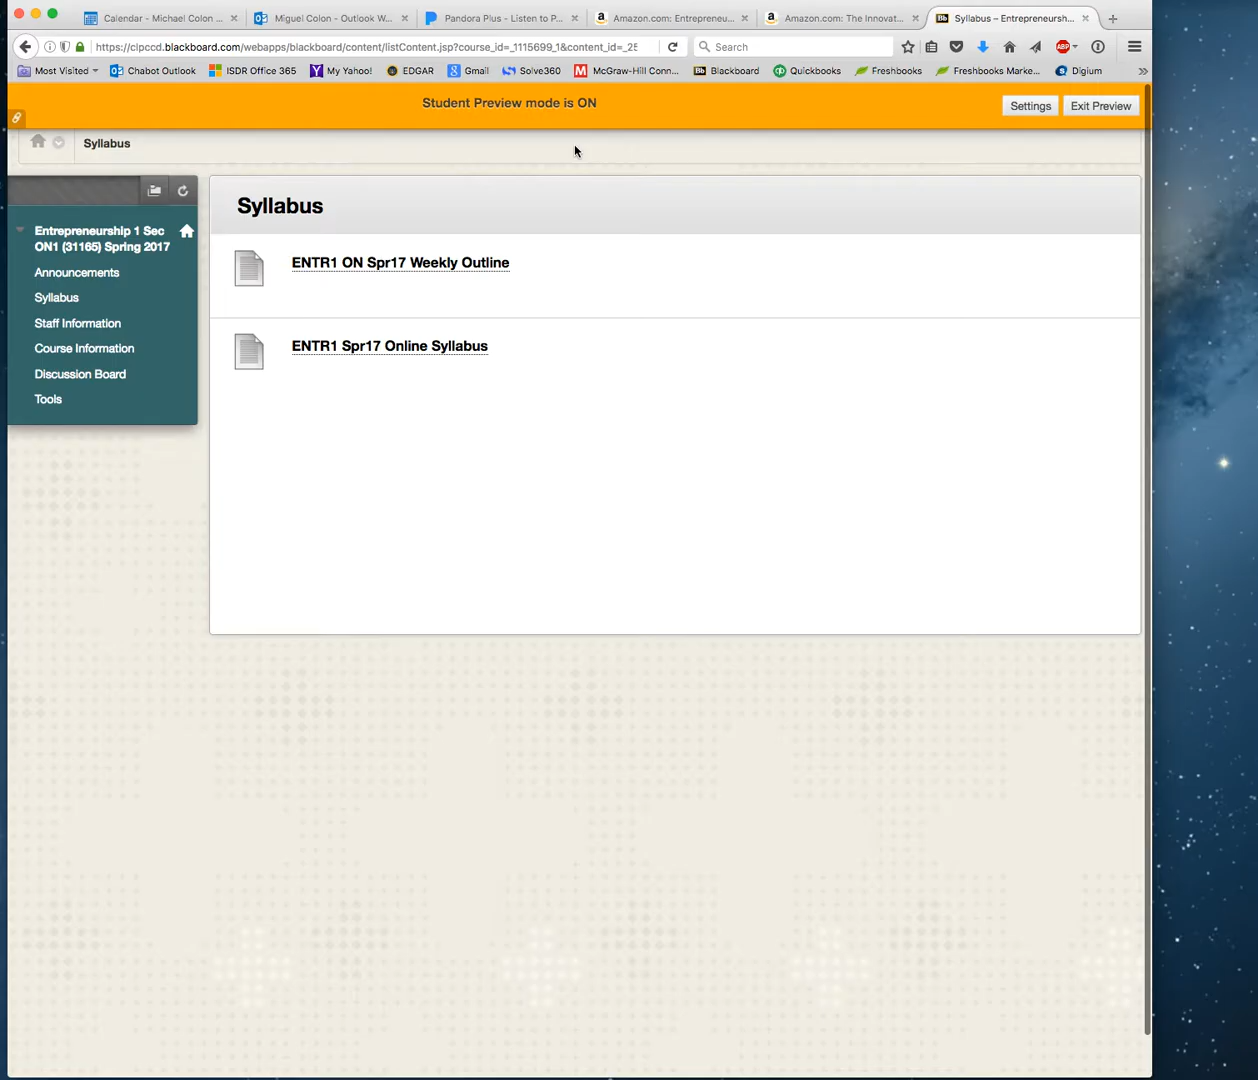 Calendar - Michael Colon ...
Miguel Colon - Outlook W...
Pandora Plus - Listen to P...
Amazon.com: Entrepreneu...
Amazon.com: The Innovat...
Bb Syllabus – Entrepreneursh...
https://clpccd.blackboard.com/webapps/blackboard/content/listContent.jsp?course_id=_1115699_1&content_id=_25
Search
ABP
Most Visited
Chabot Outlook
ISDR Office 365
My Yahoo!
EDGAR
Gmail
Solve360
McGraw-Hill Conn...
Bb Blackboard
Quickbooks
Freshbooks
Freshbooks Marke...
Digium
Student Preview mode is ON
Settings
Exit Preview
Syllabus
Entrepreneurship 1 Sec
ON1 (31165) Spring 2017
Announcements
Syllabus
Staff Information
Course Information
Discussion Board
Tools
Syllabus
ENTR1 ON Spr17 Weekly Outline
ENTR1 Spr17 Online Syllabus